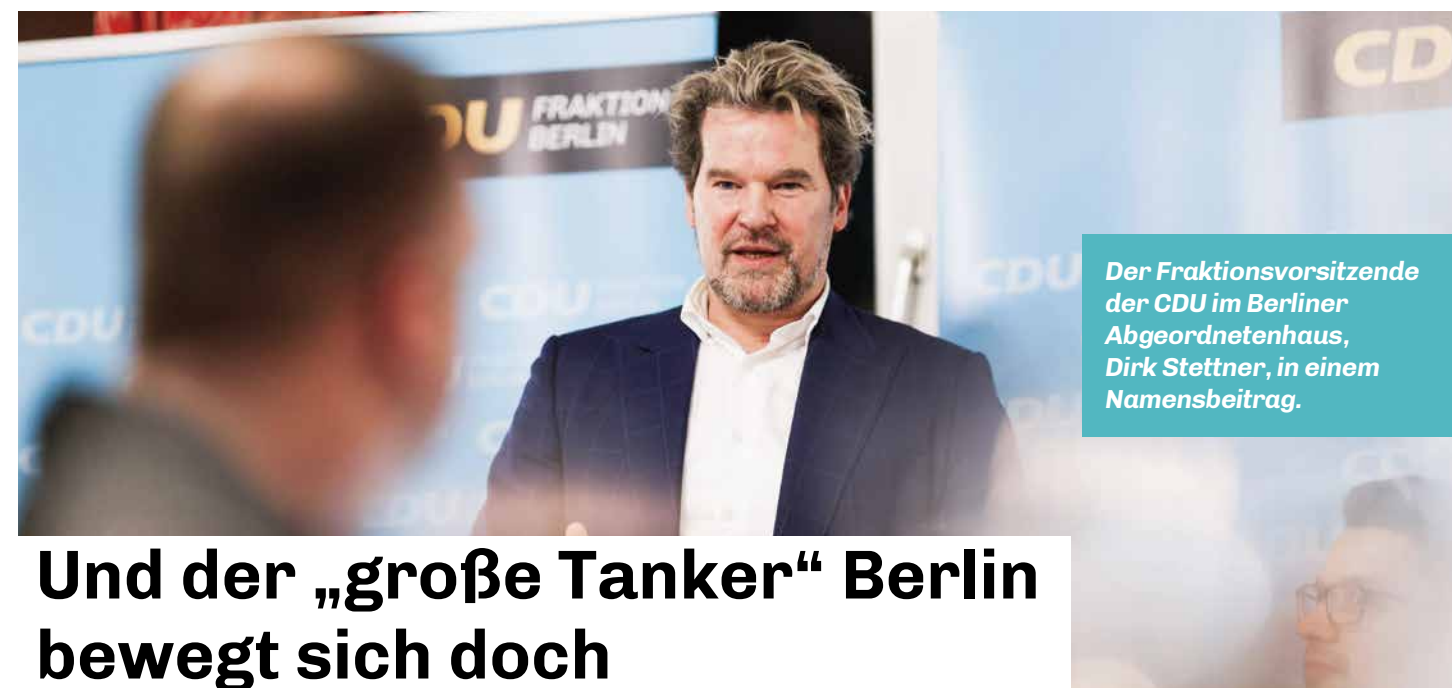 FRAKTION
BERLIN
CDU
CDU
CDU
Der Fraktionsvorsitzende
der CDU im Berliner
Abgeordnetenhaus,
Dirk Stettner, in einem
Namensbeitrag.
Und der „große Tanker“ Berlin
bewegt sich doch